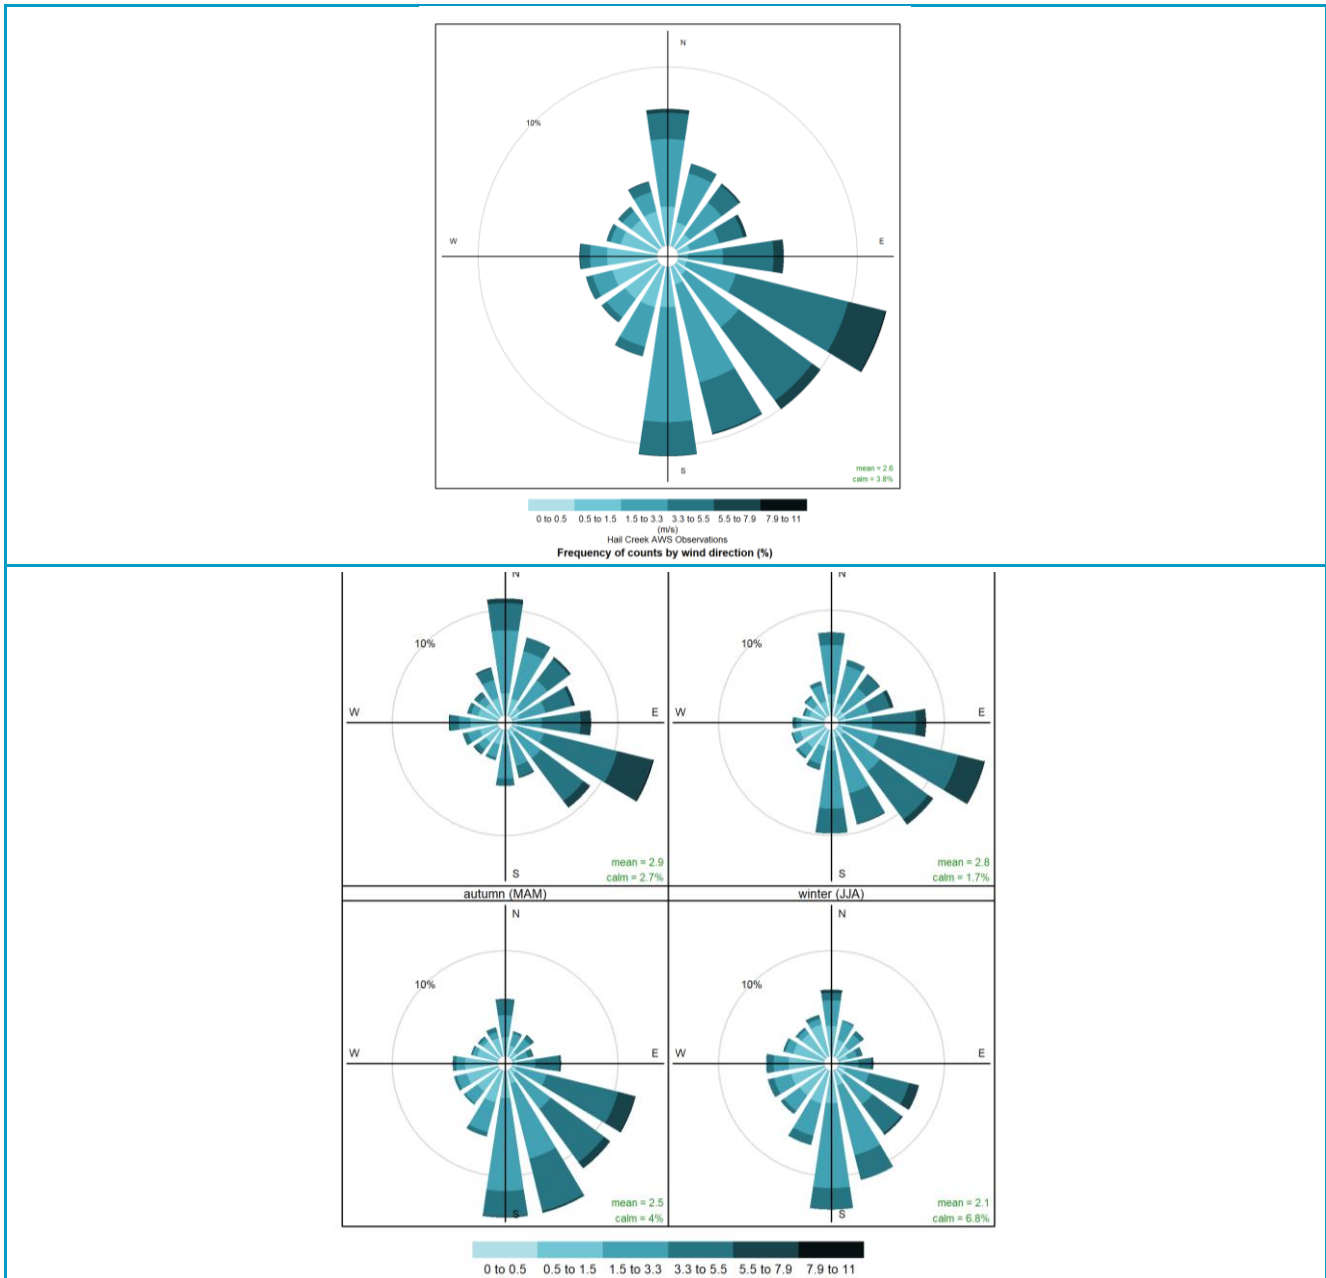 N
10%
W
E
S
mean = 2.6
calm = 3.8%
0 to 0.5 0.5 to 1.5 1.5 to 3.3 3.3 to 5.5 5.5 to 7.9 7.9 to 11
(m/s)
Hail Creek AWS Observations
Frequency of counts by wind direction (%)
N N
10% 10%
W E W E
S S
mean = 2.9 mean = 2.8
calm = 2.7% calm = 1.7%
autumn (MAM) winter (JJA)
N N
10% 10%
W E W E
mean = 2.5 mean = 2.1
S S
calm = 4% calm = 6.8%
0 to 0.5 0.5 to 1.5 1.5 to 3.3 3.3 to 5.5 5.5 to 7.9 7.9 to 11